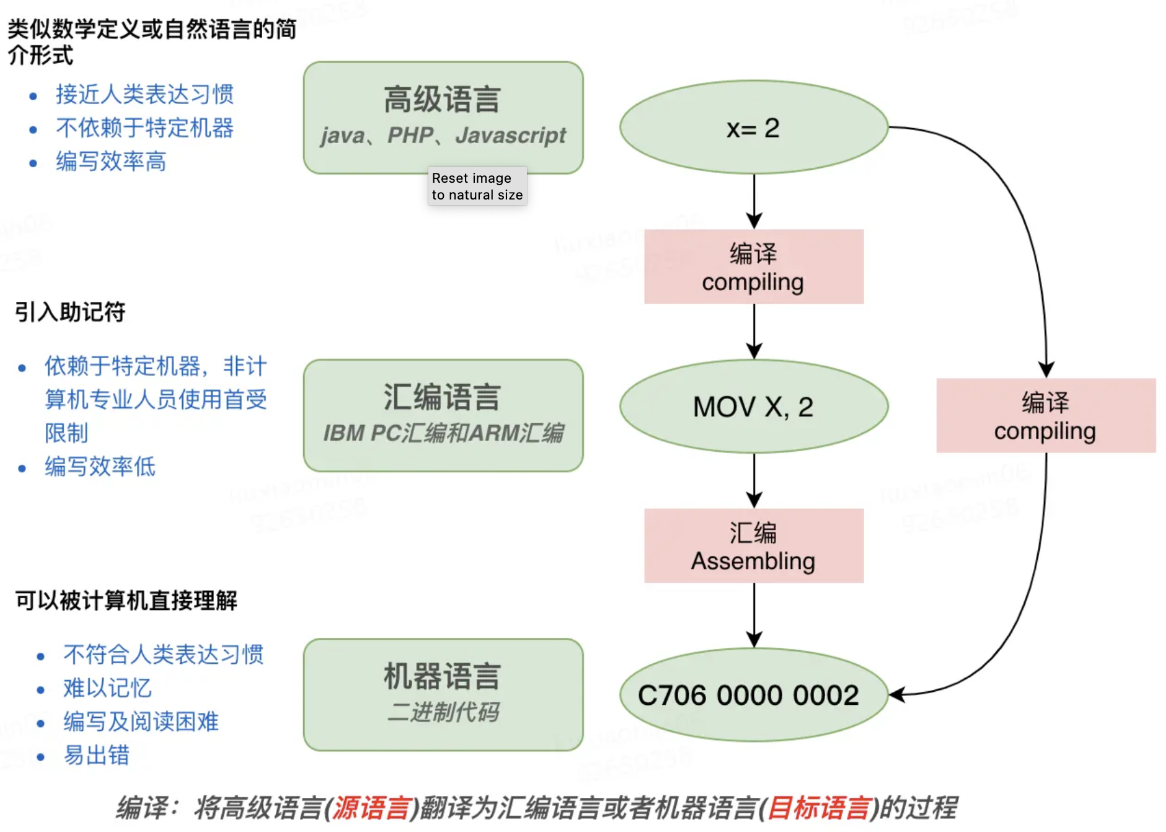 类似数学定义或自然语言的简
介形式
接近人类表达习惯
不依赖于特定机器
编写效率高
高级语言
java、PHP、Javascript
Reset image
to natural size
x= 2
编译
compiling
引入助记符
依赖于特定机器，非计
算机专业人员使用首受
限制
编写效率低
汇编语言
IBM PC汇编和ARM汇编
MOV X, 2
编译
compiling
汇编
Assembling
可以被计算机直接理解
不符合人类表达习惯
难以记忆
编写及阅读困难
易出错
机器语言
二进制代码
C706 0000 0002
编译：将高级语言(源语言)翻译为汇编语言或者机器语言(目标语言)的过程